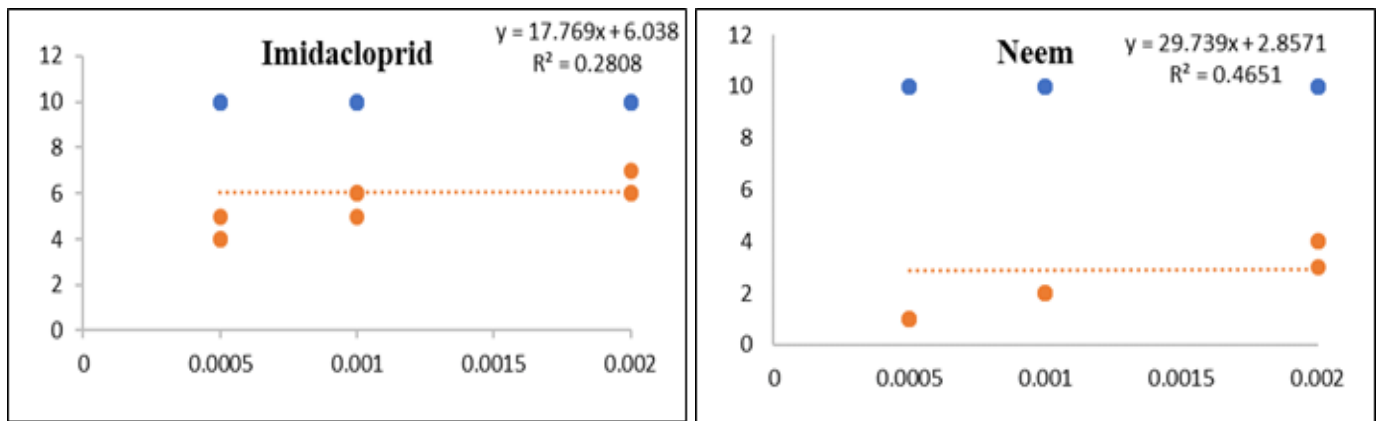 Imidacloprid
y = 17.769x + 6.038
R² = 0.2808
12
10
8
6
4
2
0
0 0.0005 0.001 0.0015 0.002
Neem
y = 29.739x + 2.8571
R² = 0.4651
12
10
8
6
4
2
0
0 0.0005 0.001 0.0015 0.002